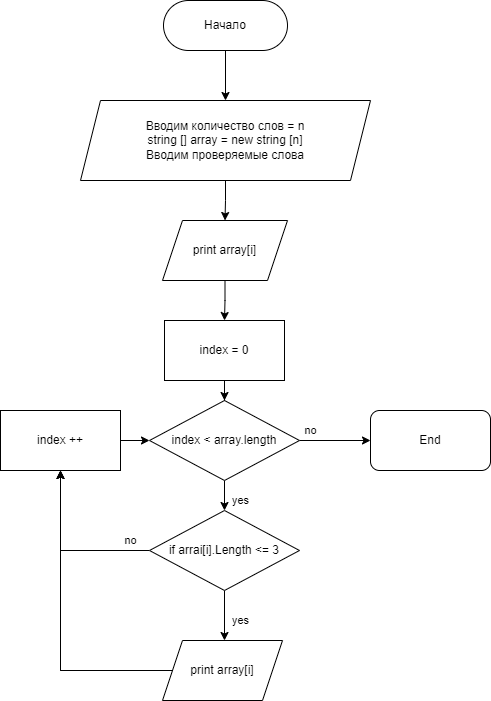 Начало
Вводим количество слов = n
string [] array = new string [n]
Вводим проверяемые слова
print array[i]
index = 0
index ++
index < array.length
no
End
yes
if arrai[i].Length <= 3
no
yes
print array[i]